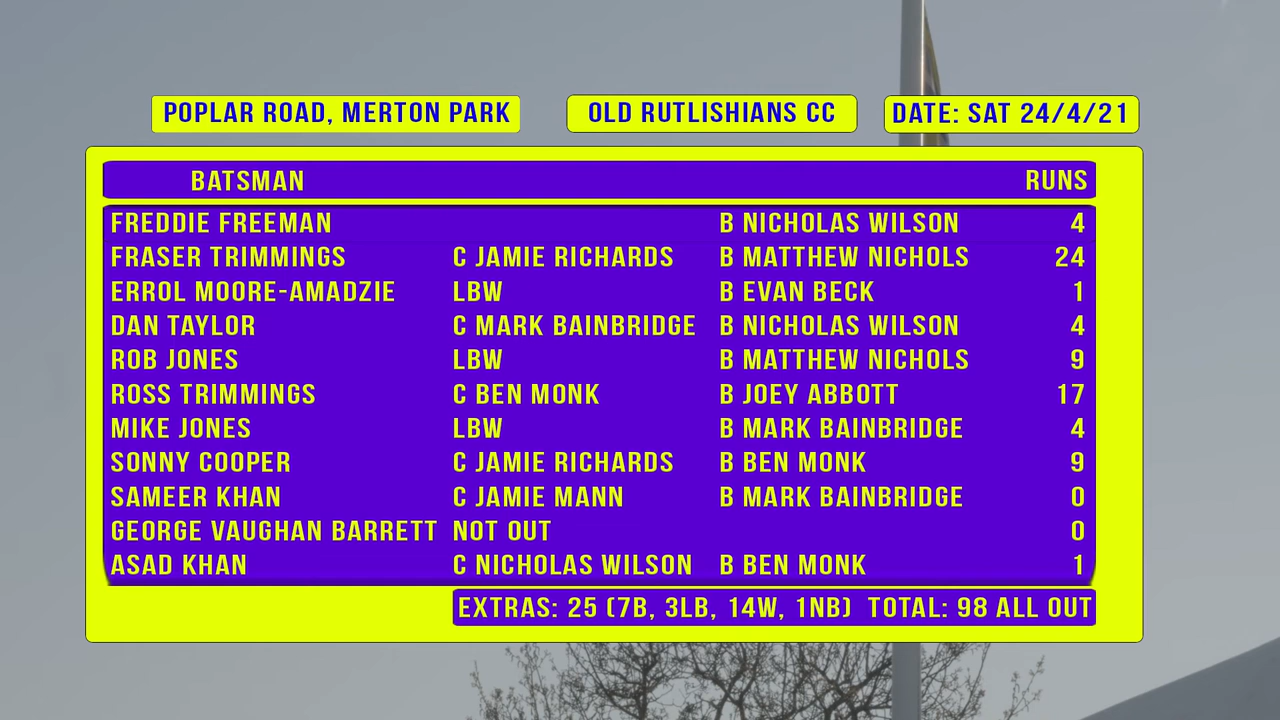 POPLAR ROAD, MERTON PARK OLD RUTLISHIANS CC DATE: SAT 24/4/21
BATSMAN RUNS
FREDDIE FREEMAN B NICHOLAS WILSON 4
FRASER TRIMMINGS C JAMIE RICHARDS B MATTHEW NICHOLS 24
ERROL MOORE-AMADZIE LBW B EVAN BECK 1
DAN TAYLOR C MARK BAINBRIDGE B NICHOLAS WILSON 4
ROB JONES LBW B MATTHEW NICHOLS 9
ROSS TRIMMINGS C BEN MONK B JOEY ABBOTT 17
MIKE JONES LBW B MARK BAINBRIDGE 4
SONNY COOPER C JAMIE RICHARDS B BEN MONK 9
SAMEER KHAN C JAMIE MANN B MARK BAINBRIDGE 0
GEORGE VAUGHAN BARRETT NOT OUT 0
ASAD KHAN C NICHOLAS WILSON B BEN MONK 1
EXTRAS: 25 (7B, 3LB, 14W, 1NB) TOTAL: 98 ALL OUT